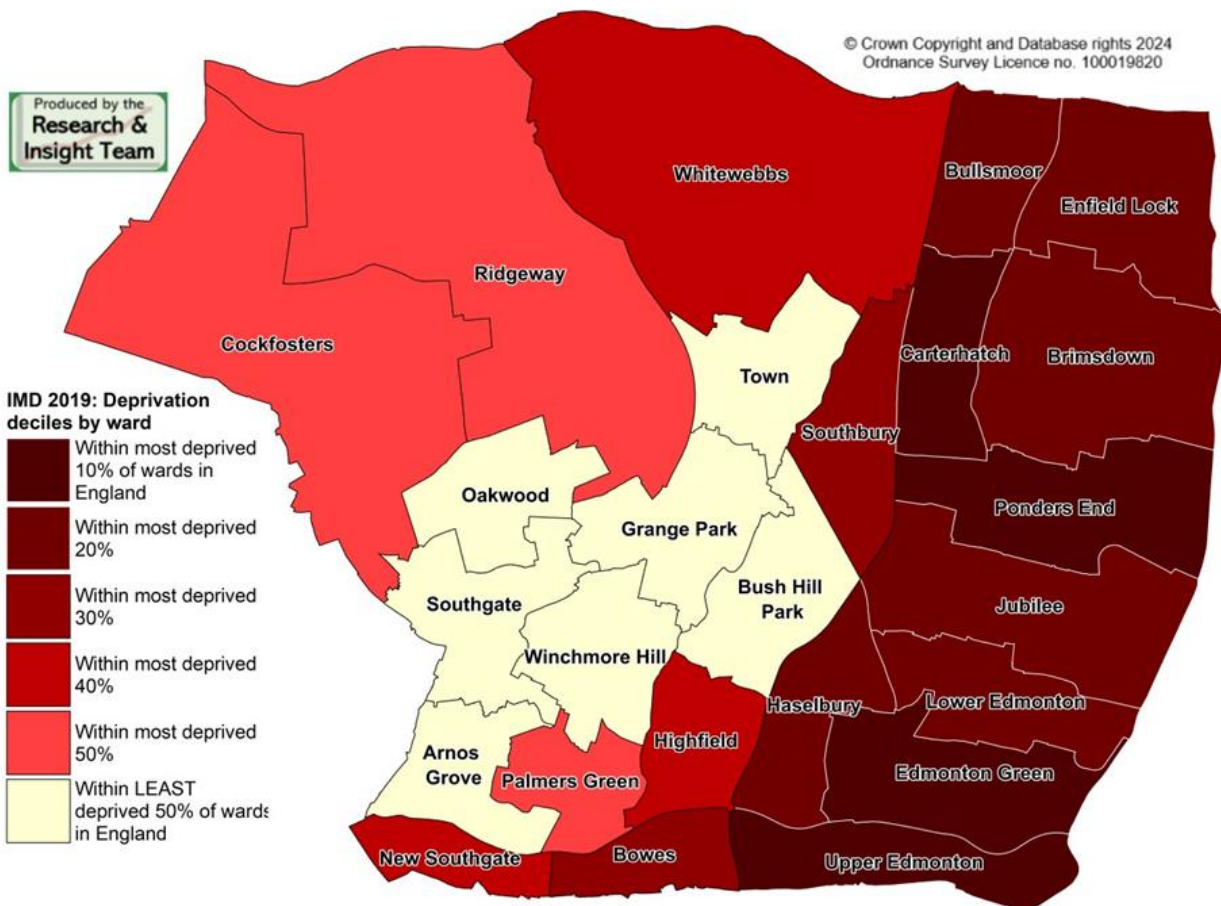 © Crown Copyright and Database rights 2024
Ordnance Survey Licence no. 100019820
Produced by the
Research &
Insight Team
Whitewebbs
Bullsmoor
Enfield Lock
Ridgeway
Cockfosters
Carterhatch
Brimsdown
Town
Southbury
Oakwood
Grange Park
Ponders End
Bush Hill
Park
Southgate
Jubilee
Winchmore Hill
Haselbury
Lower Edmonton
Highfield
Arnos
Grove
Palmers Green
Edmonton Green
New Southgate
Bowes
Upper Edmonton
IMD 2019: Deprivation
deciles by ward
Within most deprived
10% of wards in
England
Within most deprived
20%
Within most deprived
30%
Within most deprived
40%
Within most deprived
50%
Within LEAST
deprived 50% of wards
in England